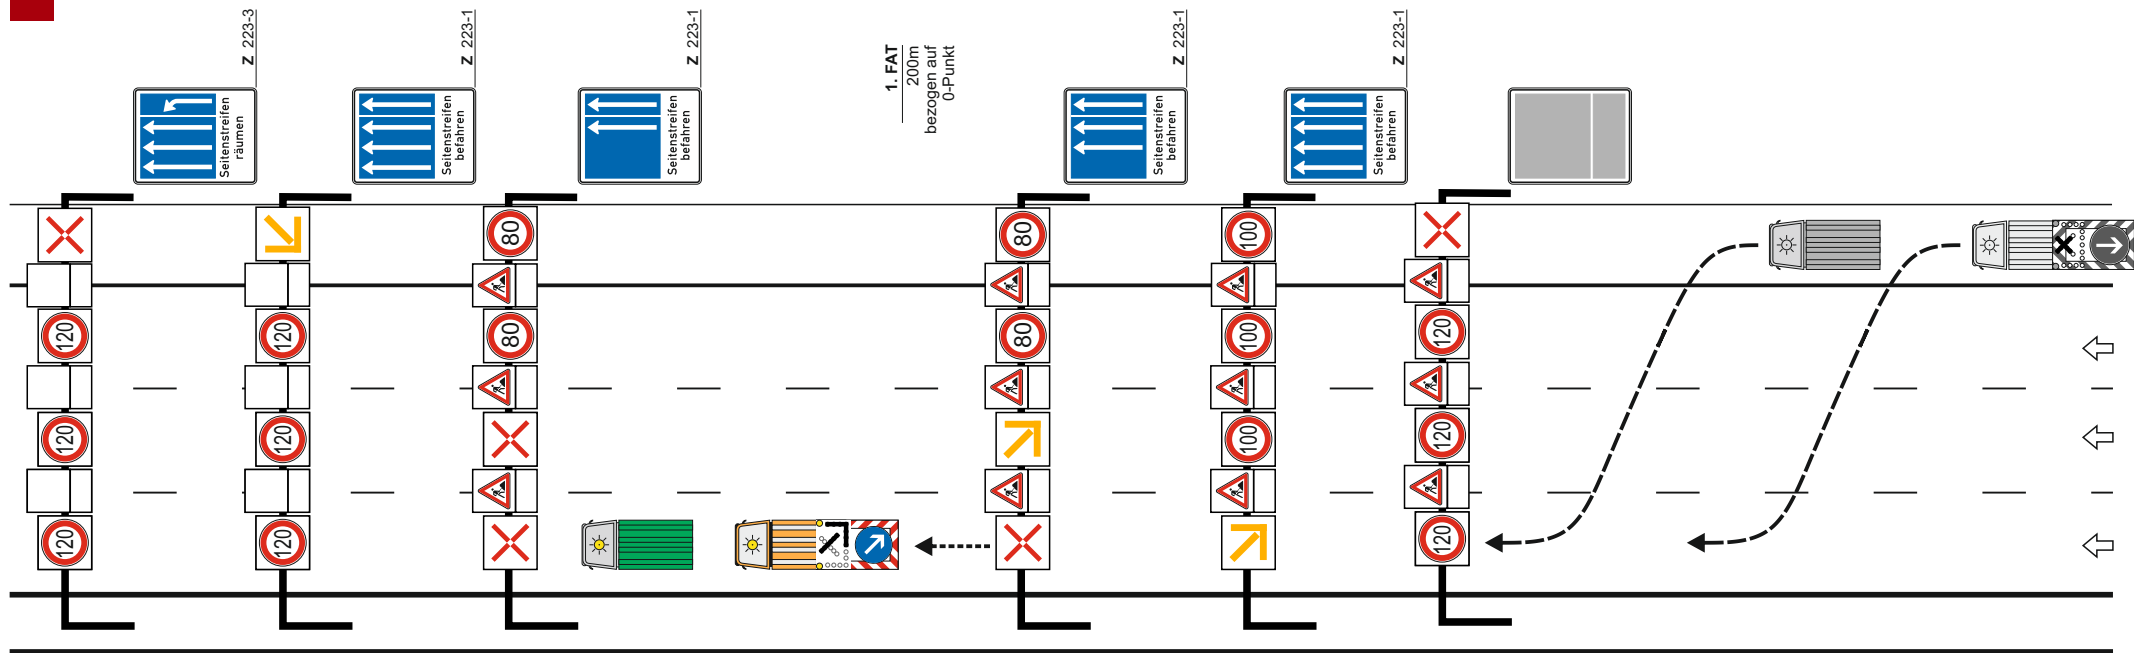 Z 223-3
Seitenstreifen
räumen
Z 223-1
Seitenstreifen
befahren
Z 223-1
Seitenstreifen
befahren
1. FAT
200m
bezogen auf
0-Punkt
Z 223-1
Seitenstreifen
befahren
Z 223-1
Seitenstreifen
befahren
120
120
120
120
120
120
80
80
80
80
100
100
100
120
120
120